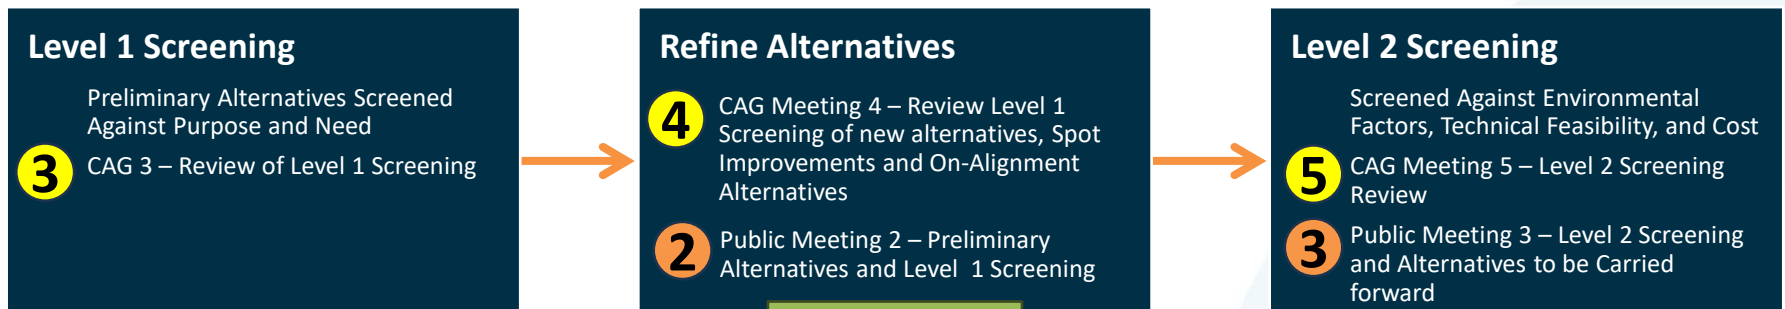 Level 1 Screening
Preliminary Alternatives Screened
Against Purpose and Need
3 CAG 3 – Review of Level 1 Screening
Refine Alternatives
4 CAG Meeting 4 – Review Level 1
Screening of new alternatives, Spot
Improvements and On-Alignment
Alternatives
2 Public Meeting 2 – Preliminary
Alternatives and Level 1 Screening
Level 2 Screening
Screened Against Environmental
Factors, Technical Feasibility, and Cost
5 CAG Meeting 5 – Level 2 Screening
Review
3 Public Meeting 3 – Level 2 Screening
and Alternatives to be Carried
forward